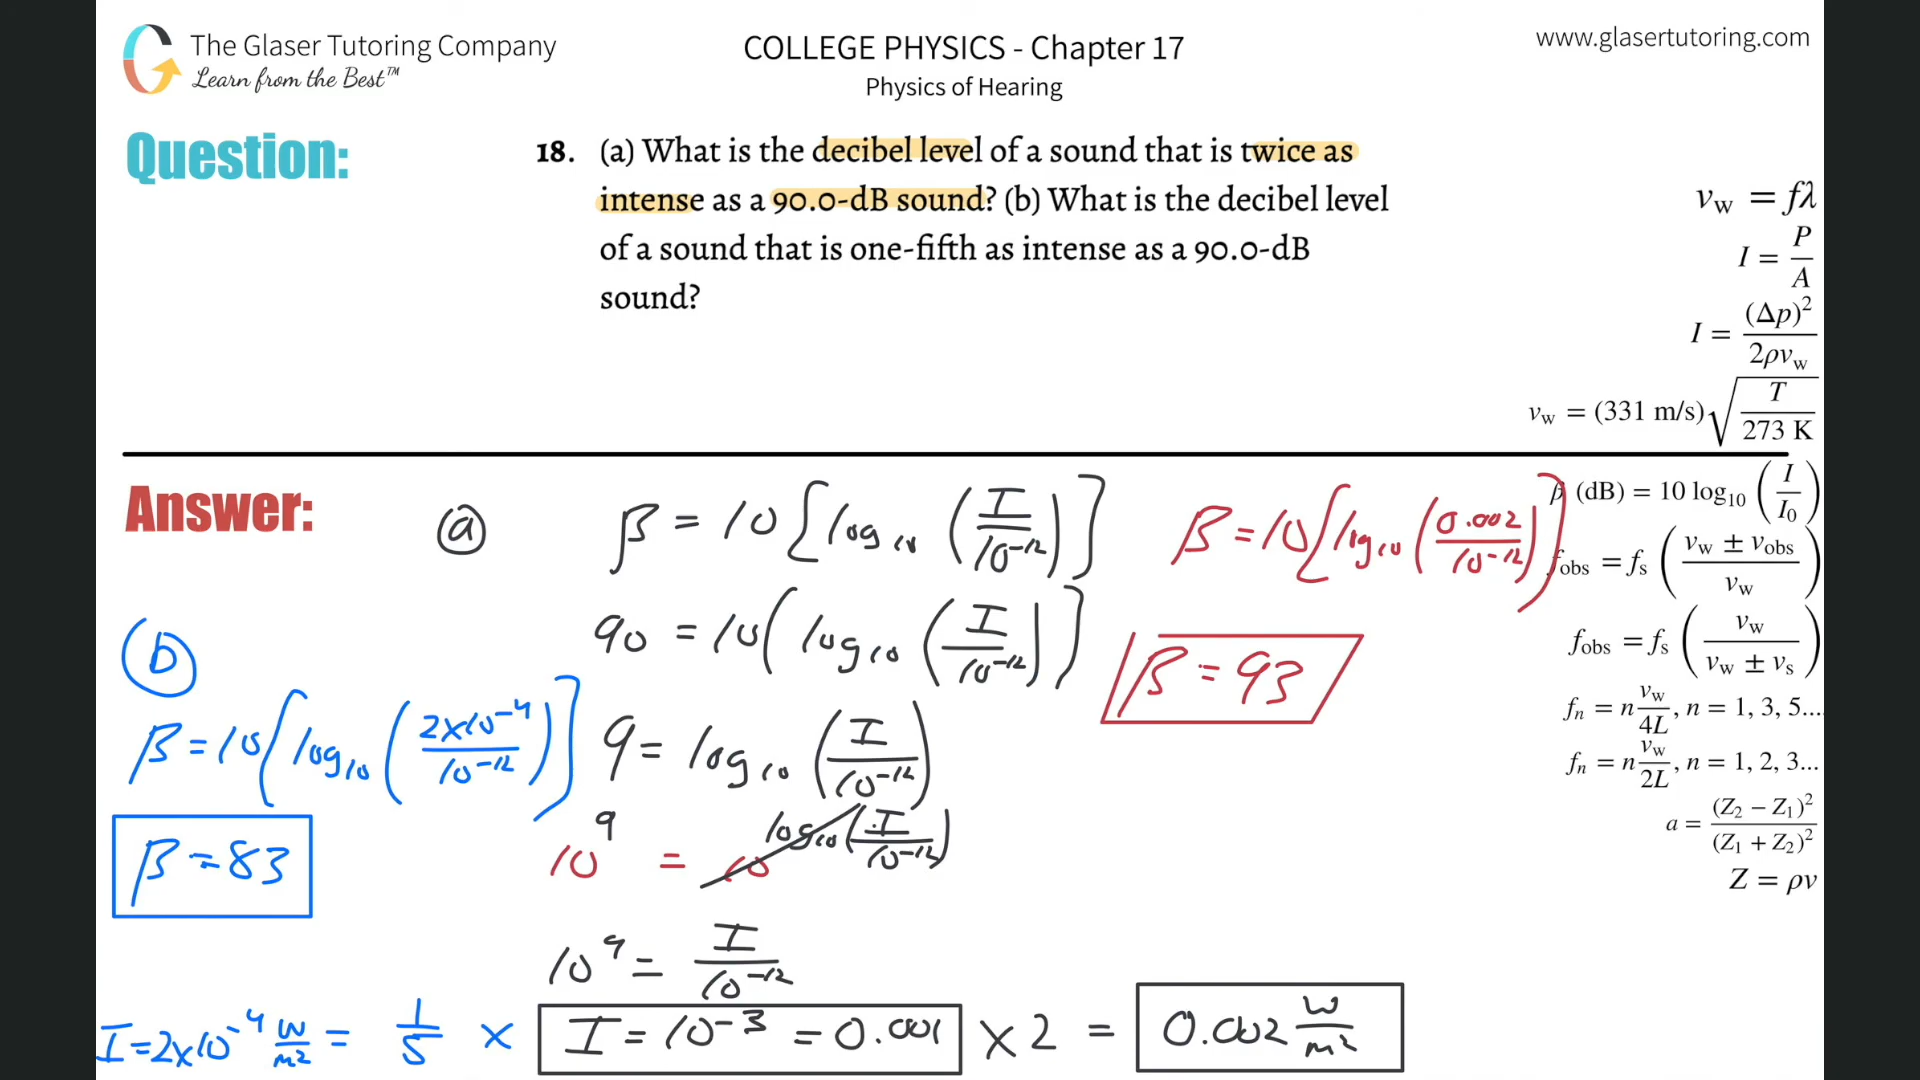 The Glaser Tutoring Company
Learn from the Best™
COLLEGE PHYSICS - Chapter 17
Physics of Hearing
www.glasertutoring.com
Question:
18. (a) What is the decibel level of a sound that is twice as
intense as a 90.0-dB sound? (b) What is the decibel level
of a sound that is one-fifth as intense as a 90.0-dB
sound?
v_w = fλ
I = P/A
I = (Δp)²/2ρv_w
v_w = (331 m/s)√(T/273 K)
Answer:
β (dB) = 10 log₁₀ (I/I₀)
f_obs = f_s ((v_w ± v_obs)/v_w)
f_obs = f_s (v_w/(v_w ± v_s))
f_n = n v_w/4L, n = 1, 3, 5...
f_n = n v_w/2L, n = 1, 2, 3...
a = (Z₂ − Z₁)²/(Z₁ + Z₂)²
Z = ρv
(a)
β = 10[log₁₀ (I/10⁻¹²)]
90 = 10(log₁₀ (I/10⁻¹²)]
9 = log₁₀ (I/10⁻¹²)
10⁹ = 10^log₁₀(I/10⁻¹²)
10⁹ = I/10⁻¹²
I = 10⁻³ = 0.001 × 2 = 0.002 W/m²
β = 10[log₁₀ (0.002/10⁻¹²)]
β = 93
(b)
β = 10[log₁₀ (2×10⁻⁴/10⁻¹²)]
β = 83
I = 2×10⁻⁴ W/m² = 1/5 ×